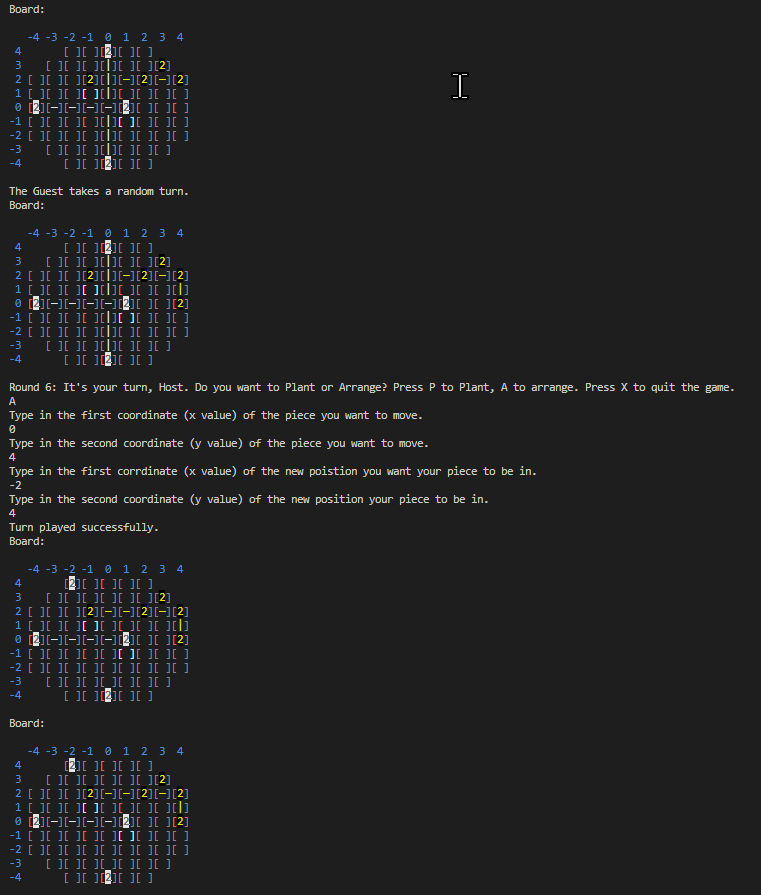 Board:
-4 -3 -2 -1 0 1 2 3 4
4 [ ][ ][2][ ][ ]
3 [ ][ ][ ][|][ ][ ][2]
2 [ ][ ][ ][2][|][—][2][—][2]
1 [ ][ ][ ][ ][|][ ][ ][ ][ ]
0 [2][—][—][—][—][2][ ][ ][ ]
-1 [ ][ ][ ][ ][|][ ][ ][ ][ ]
-2 [ ][ ][ ][ ][|][ ][ ][ ][ ]
-3 [ ][ ][ ][|][ ][ ][ ]
-4 [ ][ ][2][ ][ ]
The Guest takes a random turn.
Board:
-4 -3 -2 -1 0 1 2 3 4
4 [ ][ ][2][ ][ ]
3 [ ][ ][ ][|][ ][ ][2]
2 [ ][ ][ ][2][|][—][2][—][2]
1 [ ][ ][ ][ ][|][ ][ ][ ][|]
0 [2][—][—][—][—][2][ ][ ][2]
-1 [ ][ ][ ][ ][|][ ][ ][ ][ ]
-2 [ ][ ][ ][ ][|][ ][ ][ ][ ]
-3 [ ][ ][ ][|][ ][ ][ ]
-4 [ ][ ][2][ ][ ]
Round 6: It's your turn, Host. Do you want to Plant or Arrange? Press P to Plant, A to arrange. Press X to quit the game.
A
Type in the first coordinate (x value) of the piece you want to move.
0
Type in the second coordinate (y value) of the piece you want to move.
4
Type in the first corrdinate (x value) of the new poistion you want your piece to be in.
-2
Type in the second coordinate (y value) of the new position your piece to be in.
4
Turn played successfully.
Board:
-4 -3 -2 -1 0 1 2 3 4
4 [2][ ][ ][ ][ ]
3 [ ][ ][ ][ ][ ][ ][2]
2 [ ][ ][ ][2][—][—][2][—][2]
1 [ ][ ][ ][ ][ ][ ][ ][ ][|]
0 [2][—][—][—][—][2][ ][ ][2]
-1 [ ][ ][ ][ ][ ][ ][ ][ ][ ]
-2 [ ][ ][ ][ ][ ][ ][ ][ ][ ]
-3 [ ][ ][ ][ ][ ][ ][ ]
-4 [ ][ ][2][ ][ ]
Board:
-4 -3 -2 -1 0 1 2 3 4
4 [2][ ][ ][ ][ ]
3 [ ][ ][ ][ ][ ][ ][2]
2 [ ][ ][ ][2][—][—][2][—][2]
1 [ ][ ][ ][ ][ ][ ][ ][ ][|]
0 [2][—][—][—][—][2][ ][ ][2]
-1 [ ][ ][ ][ ][ ][ ][ ][ ][ ]
-2 [ ][ ][ ][ ][ ][ ][ ][ ][ ]
-3 [ ][ ][ ][ ][ ][ ][ ]
-4 [ ][ ][2][ ][ ]